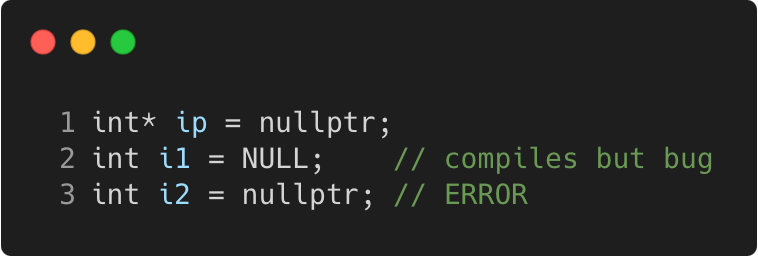 1 int* ip = nullptr;
2 int i1 = NULL;    // compiles but bug
3 int i2 = nullptr; // ERROR